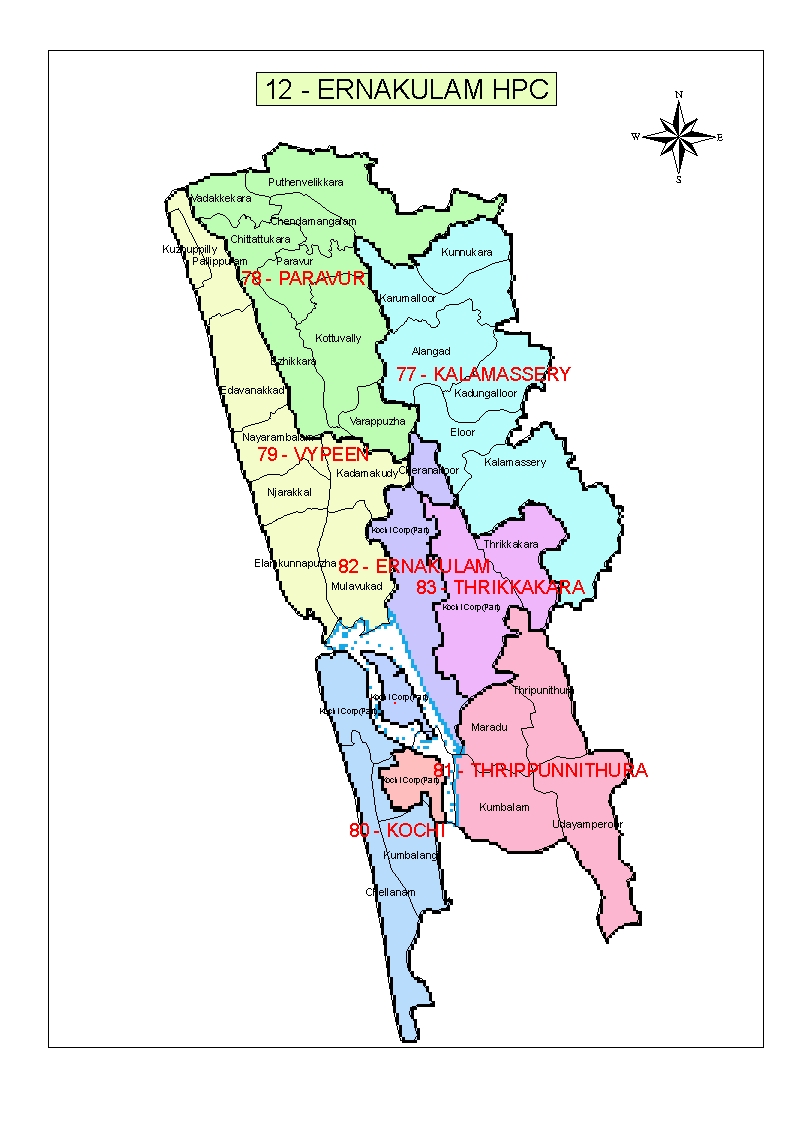 12 - ERNAKULAM HPC
N
W
E
S
Puthenvelikkara
Vadakkekara
Chendamangalam
Chittattukara
Kuzhuppilly
Pallippuram
Paravur
Kunnukara
78 - PARAVUR
Karumalloor
Kottuvally
Alangad
Ezhikkara
77 - KALAMASSERY
Edavanakkad
Kadungalloor
Varappuzha
Eloor
Nayarambalam
79 - VYPEEN
Kalamassery
Kadamakudy
Cheranalloor
Njarakkal
Kochi Corp(Part)
Thrikkakara
Elamkunnapuzha
82 - ERNAKULAM
Mulavukad
83 - THRIKKAKARA
Kochi Corp(Part)
Thripunithura
Kochi Corp(Part)
Kochi Corp(Part)
Maradu
81 - THRIPPUNNITHURA
Kochi Corp(Part)
Kumbalam
Udayamperoor
80 - KOCHI
Kumbalangi
Chellanam